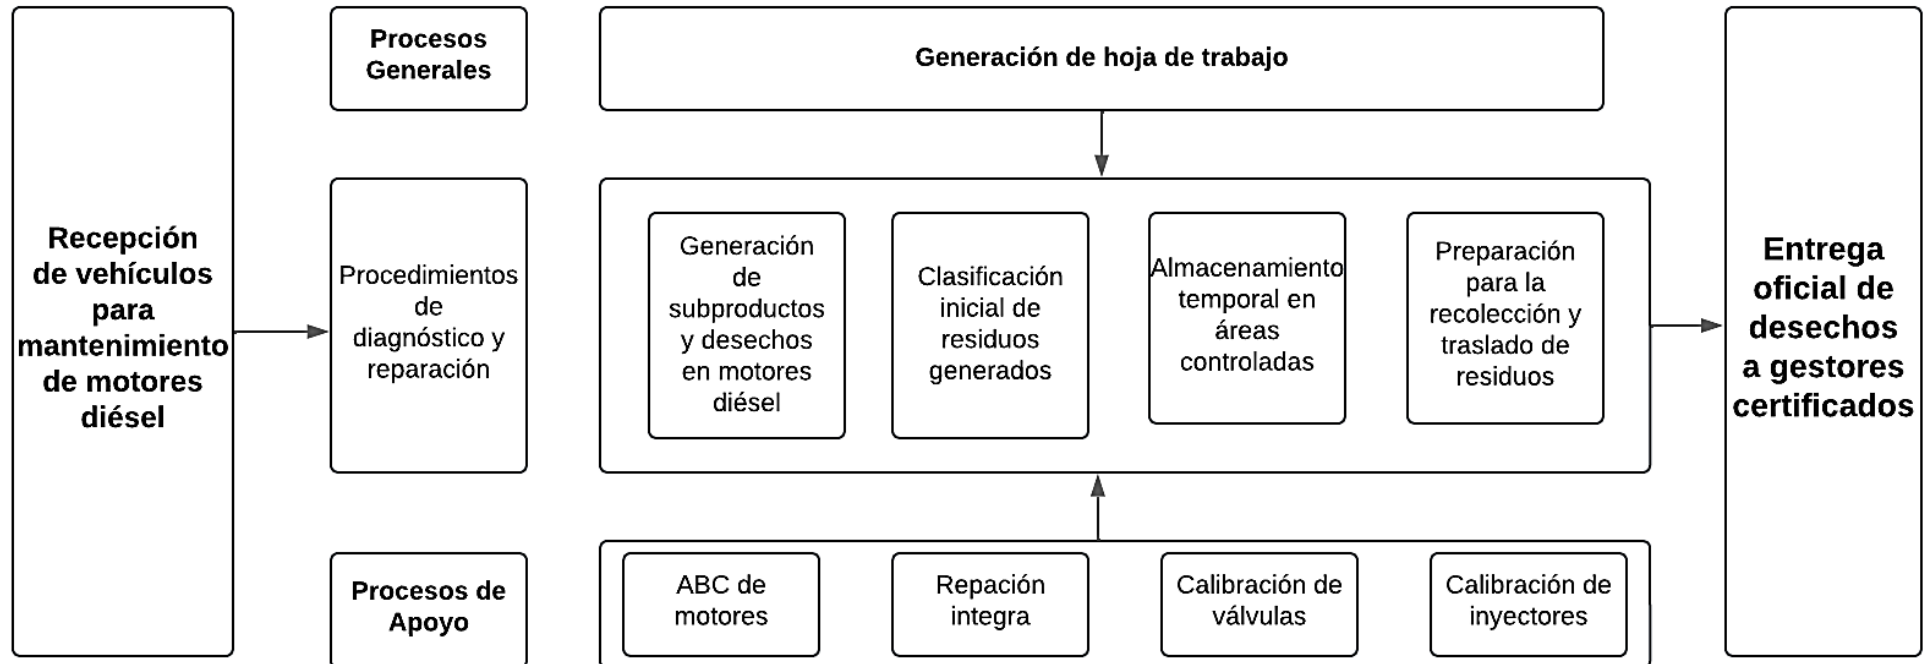 Recepción
de vehículos
para
mantenimiento
de motores
diésel
Procesos
Generales
Generación de hoja de trabajo
Procedimientos
de
diagnóstico y
reparación
Generación
de
subproductos
y desechos
en motores
diésel
Clasificación
inicial de
residuos
generados
Almacenamiento
temporal en
áreas
controladas
Preparación
para la
recolección y
traslado de
residuos
Procesos de
Apoyo
ABC de
motores
Repación
integra
Calibración de
válvulas
Calibración de
inyectores
Entrega
oficial de
desechos
a gestores
certificados